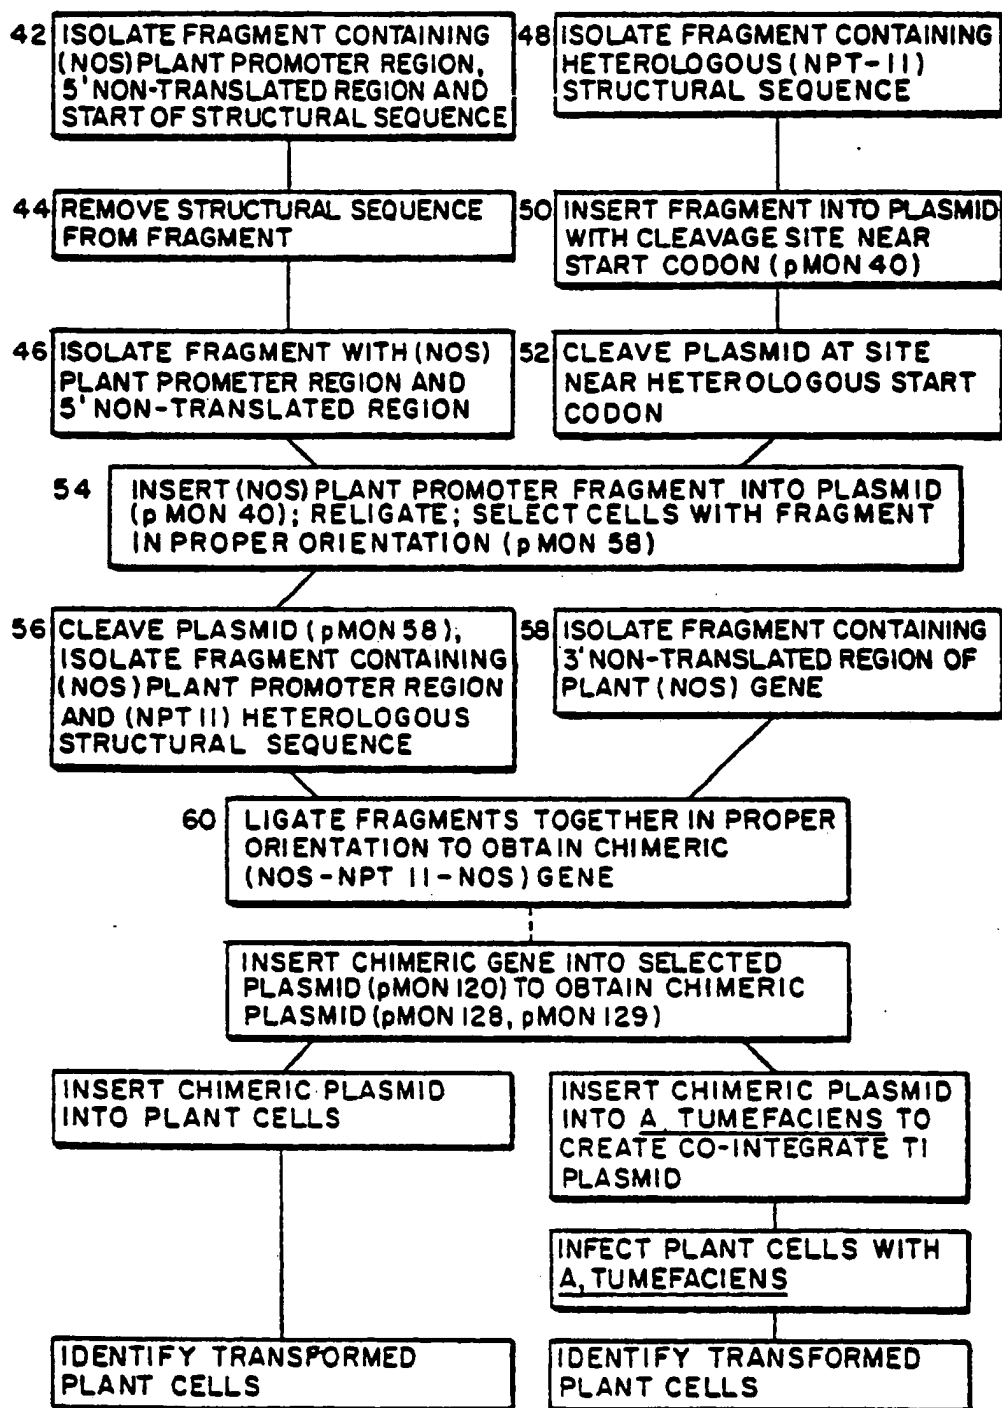 42 ISOLATE FRAGMENT CONTAINING
(NOS) PLANT PROMOTER REGION,
5' NON-TRANSLATED REGION AND
START OF STRUCTURAL SEQUENCE
48 ISOLATE FRAGMENT CONTAINING
HETEROLOGOUS (NPT-II)
STRUCTURAL SEQUENCE
44 REMOVE STRUCTURAL SEQUENCE
FROM FRAGMENT
50 INSERT FRAGMENT INTO PLASMID
WITH CLEAVAGE SITE NEAR
START CODON (pMON 40)
46 ISOLATE FRAGMENT WITH (NOS)
PLANT PROMETER REGION AND
5' NON-TRANSLATED REGION
52 CLEAVE PLASMID AT SITE
NEAR HETEROLOGOUS START
CODON
54 INSERT (NOS) PLANT PROMOTER FRAGMENT INTO PLASMID
(pMON 40); RELIGATE; SELECT CELLS WITH FRAGMENT
IN PROPER ORIENTATION (pMON 58)
56 CLEAVE PLASMID (pMON 58),
ISOLATE FRAGMENT CONTAINING
(NOS) PLANT PROMOTER REGION
AND (NPT II) HETEROLOGOUS
STRUCTURAL SEQUENCE
58 ISOLATE FRAGMENT CONTAINING
3' NON-TRANSLATED REGION OF
PLANT (NOS) GENE
60 LIGATE FRAGMENTS TOGETHER IN PROPER
ORIENTATION TO OBTAIN CHIMERIC
(NOS-NPT II-NOS) GENE
INSERT CHIMERIC GENE INTO SELECTED
PLASMID (pMON 120) TO OBTAIN CHIMERIC
PLASMID (pMON 128, pMON 129)
INSERT CHIMERIC PLASMID
INTO PLANT CELLS
INSERT CHIMERIC PLASMID
INTO A, TUMEFACIENS TO
CREATE CO-INTEGRATE TI
PLASMID
INFECT PLANT CELLS WITH
A, TUMEFACIENS
IDENTIFY TRANSFORMED
PLANT CELLS
IDENTIFY TRANSFORMED
PLANT CELLS